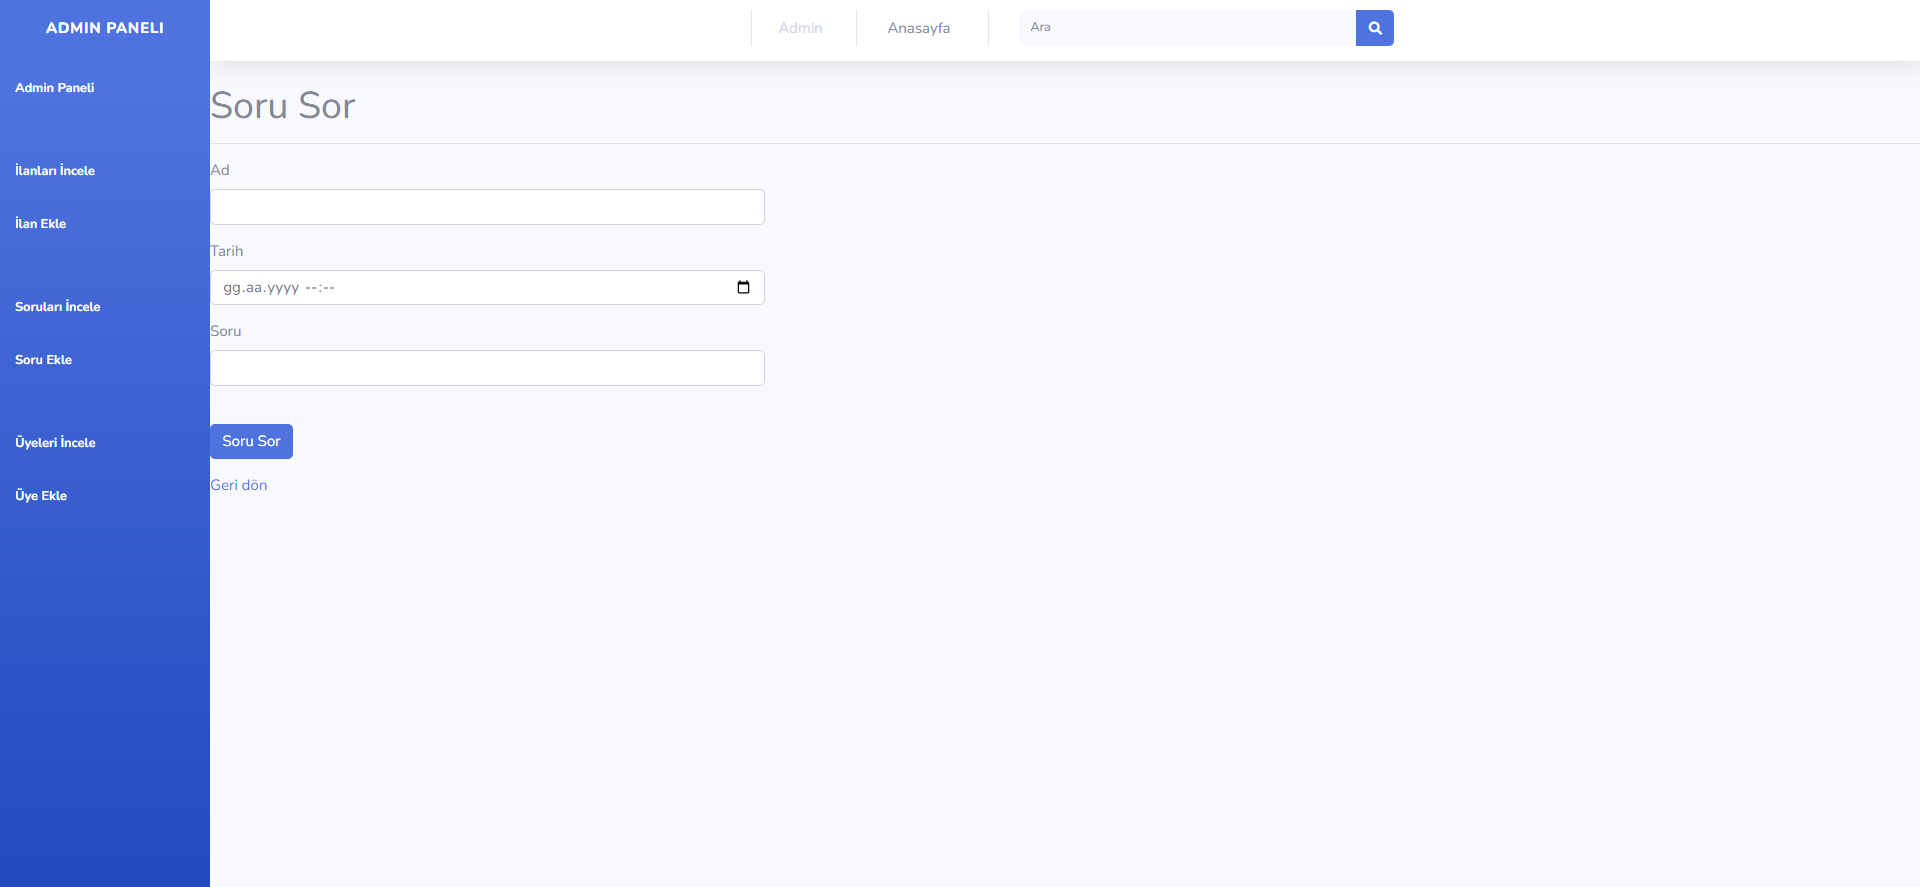 ADMIN PANELI
Admin Paneli
İlanları İncele
İlan Ekle
Soruları İncele
Soru Ekle
Üyeleri İncele
Üye Ekle
Admin
Anasayfa
Ara
Soru Sor
Ad
Tarih
gg.aa.yyyy --:--
Soru
Soru Sor
Geri dön